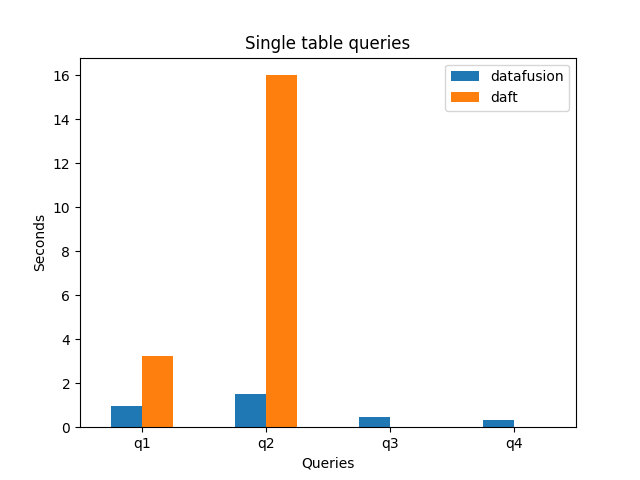 Single table queries
datafusion
daft
16
14
12
10
8
6
4
2
0
Seconds
q1
q2
q3
q4
Queries